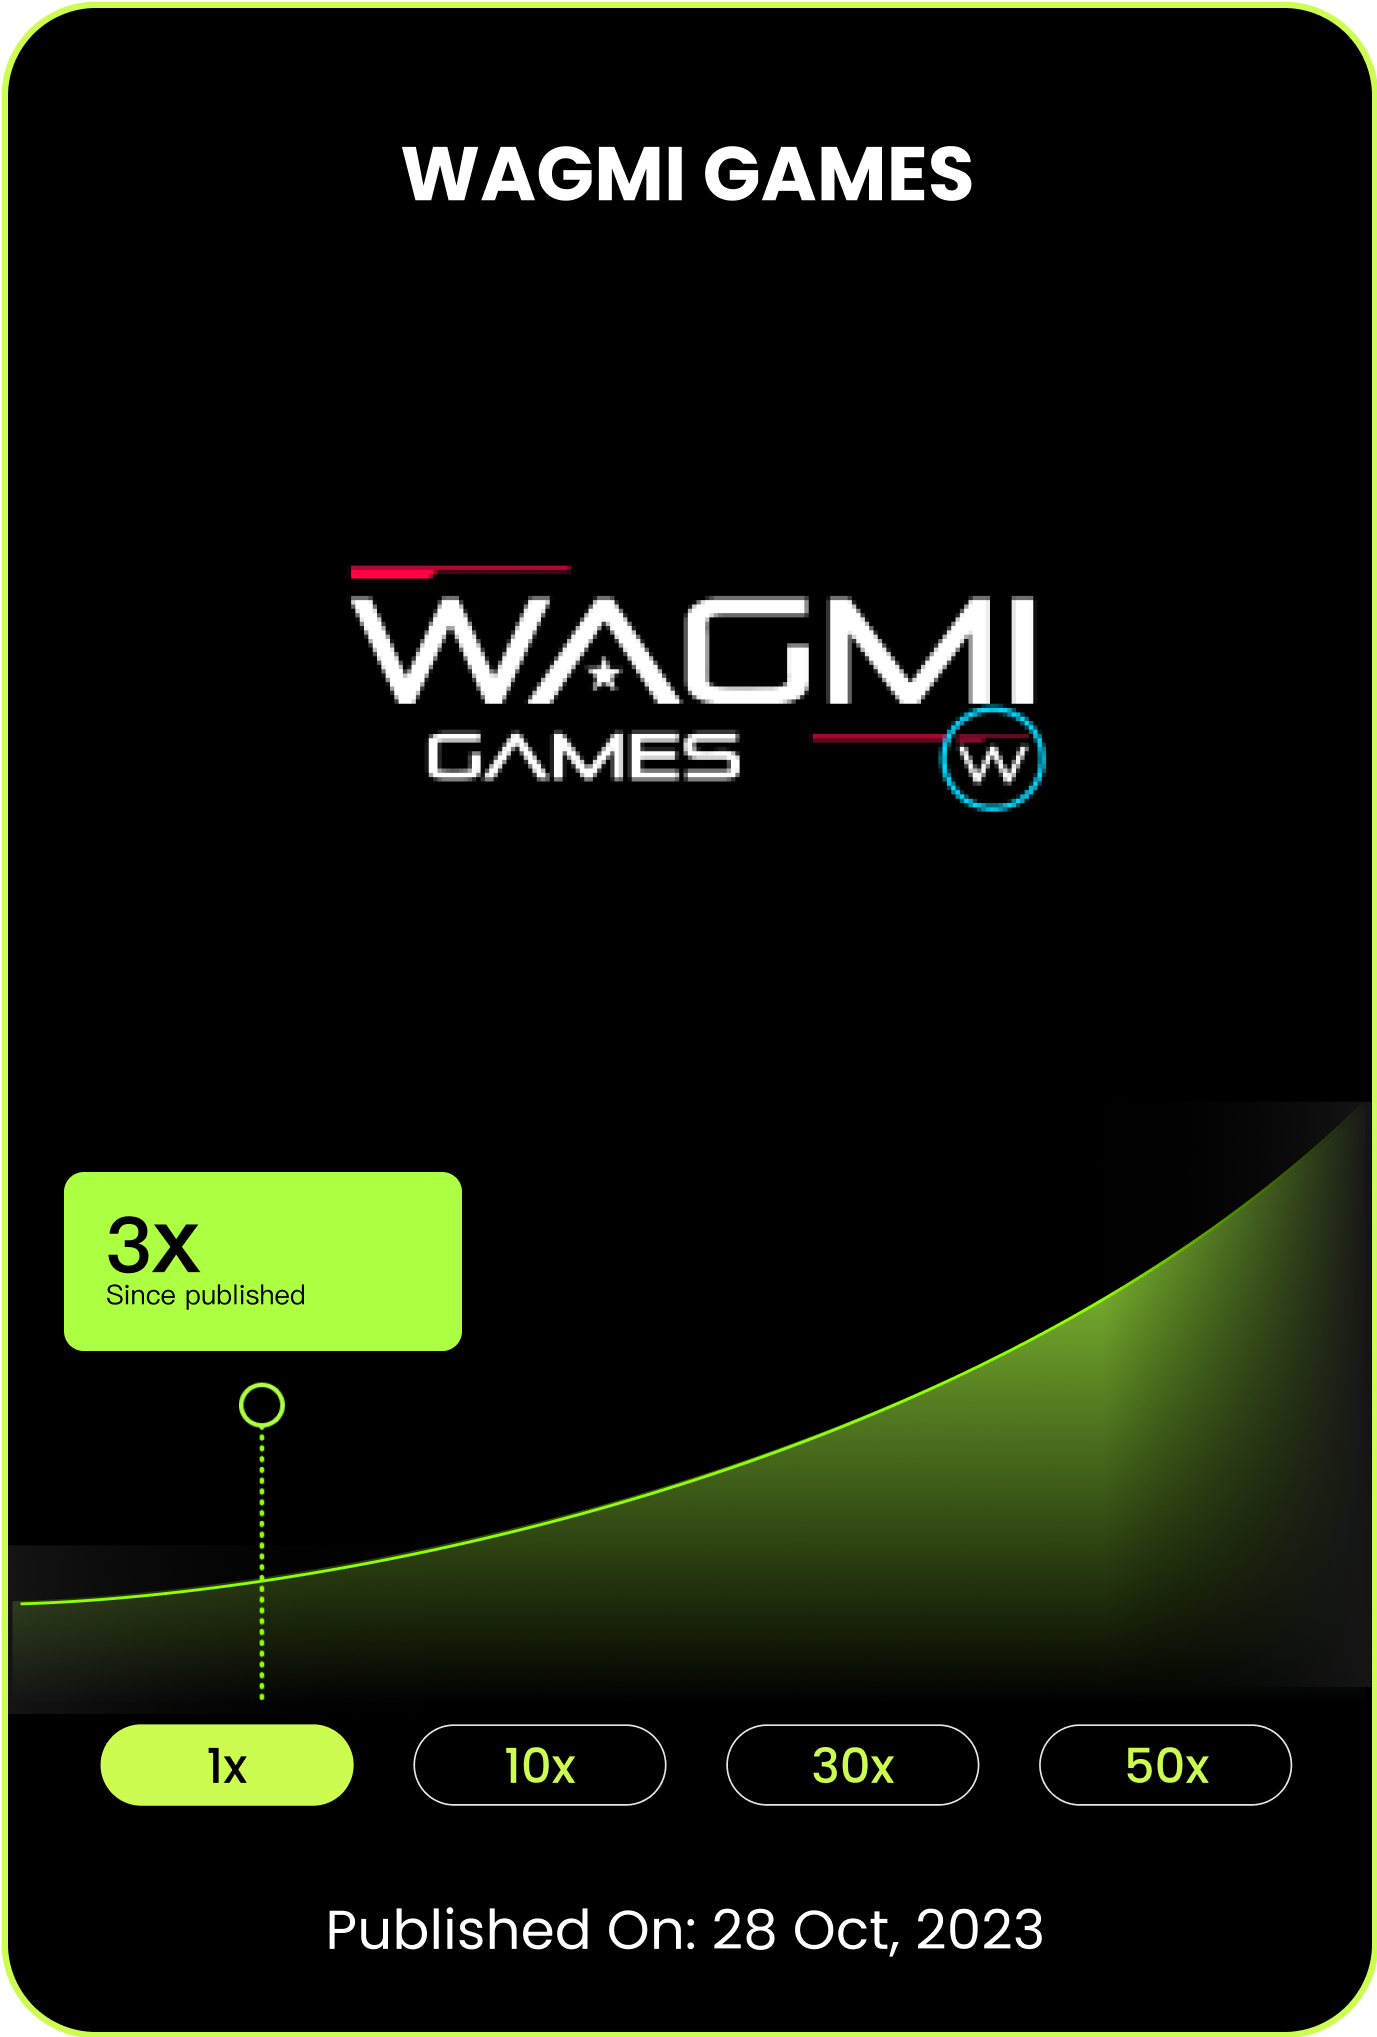 WAGMI GAMES
WAGMI
GAMES
W
3x
Since published
1x
10x
30x
50x
Published On: 28 Oct, 2023